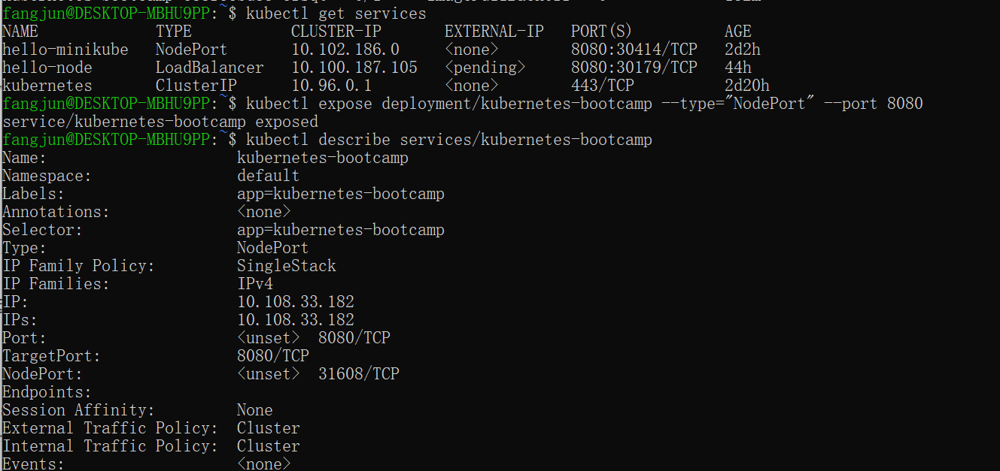 fangjun@DESKTOP-MBHU9PP:~$ kubectl get services
NAME TYPE CLUSTER-IP EXTERNAL-IP PORT(S) AGE
hello-minikube NodePort 10.102.186.0 <none> 8080:30414/TCP 2d2h
hello-node LoadBalancer 10.100.187.105 <pending> 8080:30179/TCP 44h
kubernetes ClusterIP 10.96.0.1 <none> 443/TCP 2d20h
fangjun@DESKTOP-MBHU9PP:~$ kubectl expose deployment/kubernetes-bootcamp --type="NodePort" --port 8080
service/kubernetes-bootcamp exposed
fangjun@DESKTOP-MBHU9PP:~$ kubectl describe services/kubernetes-bootcamp
Name: kubernetes-bootcamp
Namespace: default
Labels: app=kubernetes-bootcamp
Annotations: <none>
Selector: app=kubernetes-bootcamp
Type: NodePort
IP Family Policy: SingleStack
IP Families: IPv4
IP: 10.108.33.182
IPs: 10.108.33.182
Port: <unset> 8080/TCP
TargetPort: 8080/TCP
NodePort: <unset> 31608/TCP
Endpoints:
Session Affinity: None
External Traffic Policy: Cluster
Internal Traffic Policy: Cluster
Events: <none>